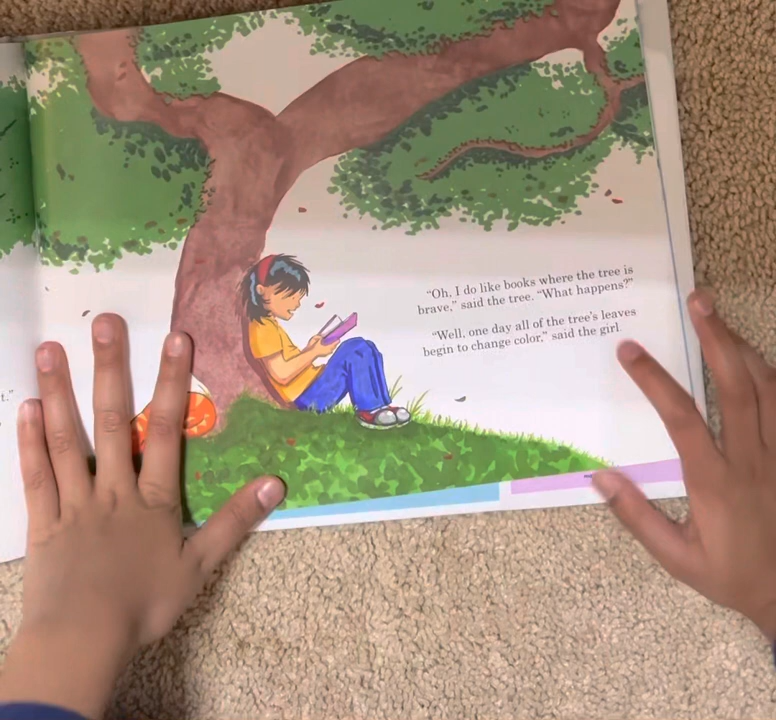 t."
"Oh, I do like books where the tree is
brave," said the tree. "What happens?"
"Well, one day all of the tree's leaves
begin to change color," said the girl.